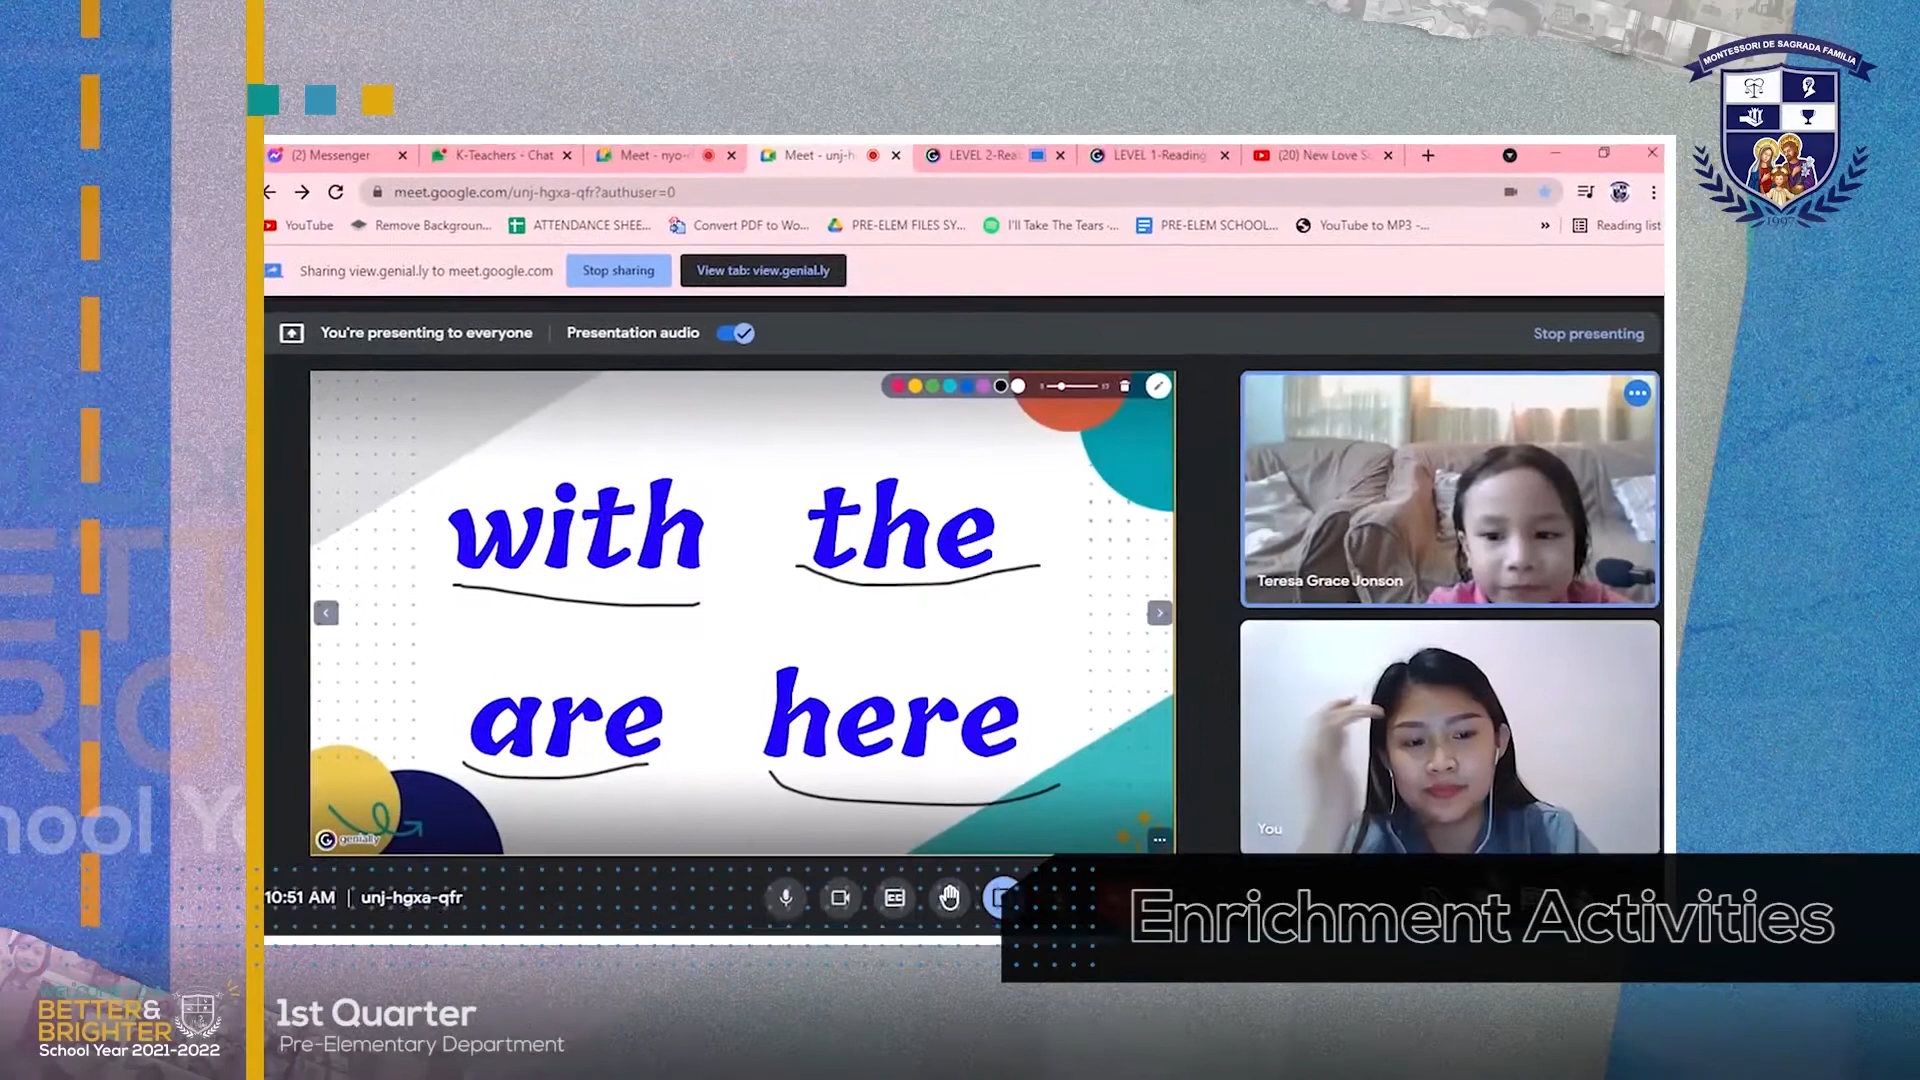 MONTESSORI DE SAGRADA FAMILIA
1997
(2) Messenger
K-Teachers - Chat
Meet - nyo-
Meet - unj-h
LEVEL 2-Rea
LEVEL 1-Reading
(20) New Love S
meet.google.com/unj-hgxa-qfr?authuser=0
YouTube
Remove Backgroun...
ATTENDANCE SHEE...
Convert PDF to Wo...
PRE-ELEM FILES SY...
I'll Take The Tears -...
PRE-ELEM SCHOOL...
YouTube to MP3 -...
»
Reading list
Sharing view.genial.ly to meet.google.com
Stop sharing
View tab: view.genial.ly
You're presenting to everyone
Presentation audio
Stop presenting
with the
are here
genially
Teresa Grace Jonson
You
10:51 AM | unj-hgxa-qfr
Enrichment Activities
BETTER&
BRIGHTER
School Year 2021-2022
1st Quarter
Pre-Elementary Department